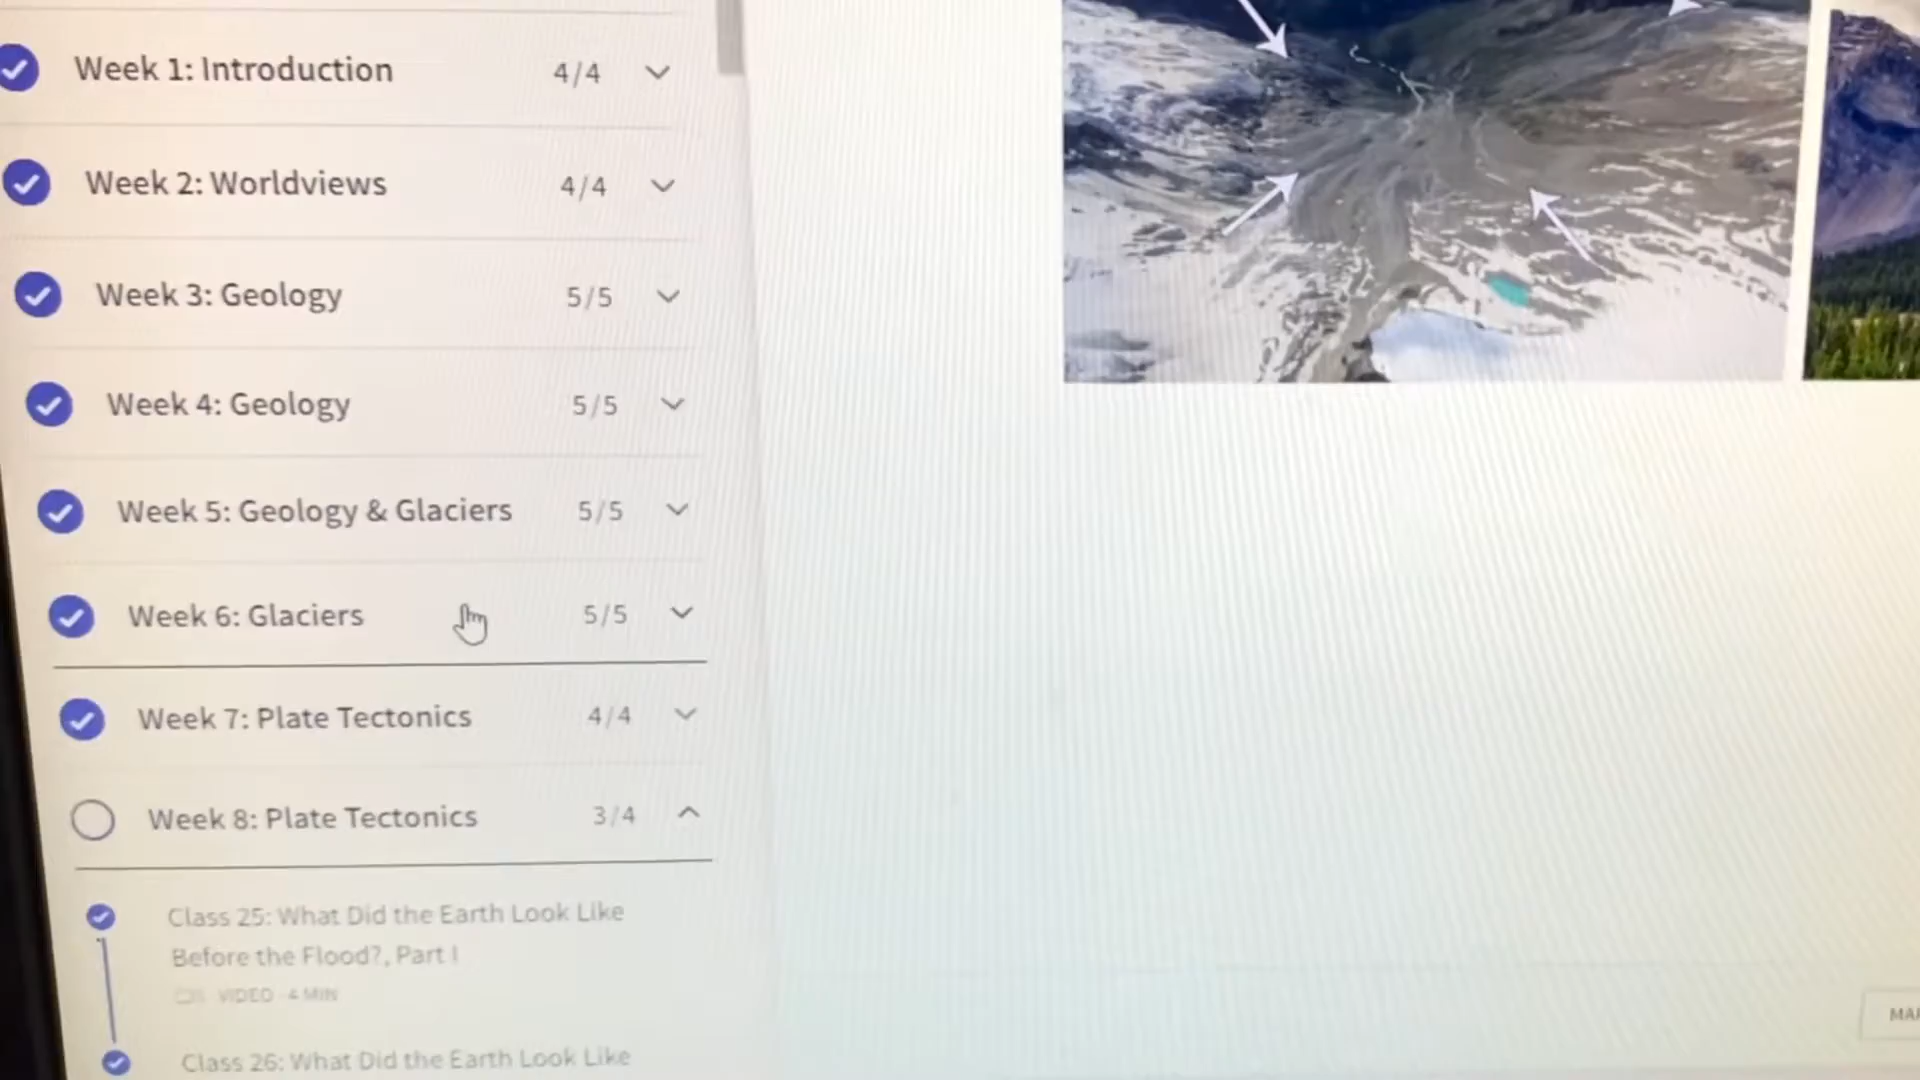 Week 1: Introduction 4/4
Week 2: Worldviews 4/4
Week 3: Geology 5/5
Week 4: Geology 5/5
Week 5: Geology & Glaciers 5/5
Week 6: Glaciers 5/5
Week 7: Plate Tectonics 4/4
Week 8: Plate Tectonics 3/4
Class 25: What Did the Earth Look Like
Before the Flood?, Part I
VIDEO · 4 MIN
Class 26: What Did the Earth Look Like